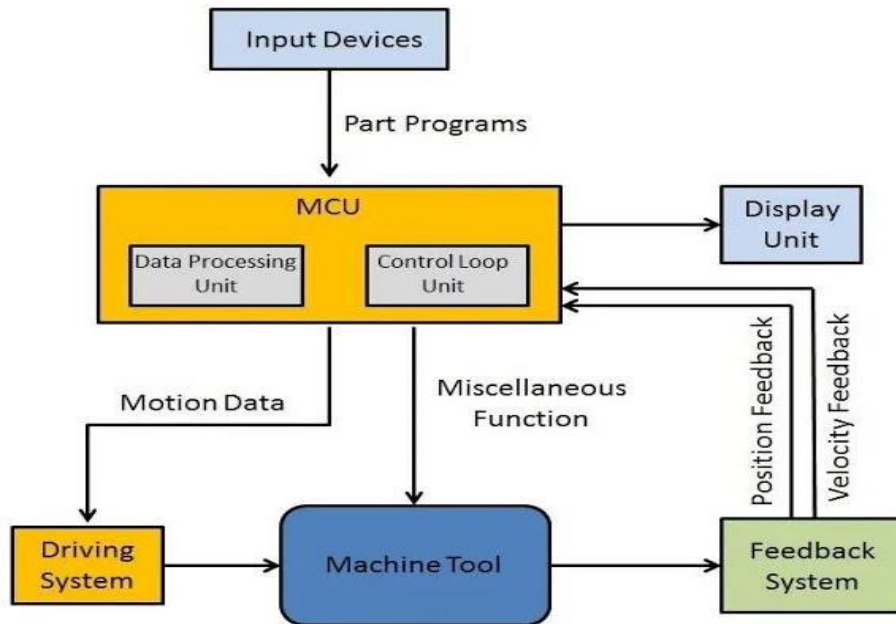 Input Devices
Part Programs
MCU
Data Processing
Unit
Control Loop
Unit
Display
Unit
Motion Data
Miscellaneous
Function
Position Feedback
Velocity Feedback
Driving
System
Machine Tool
Feedback
System